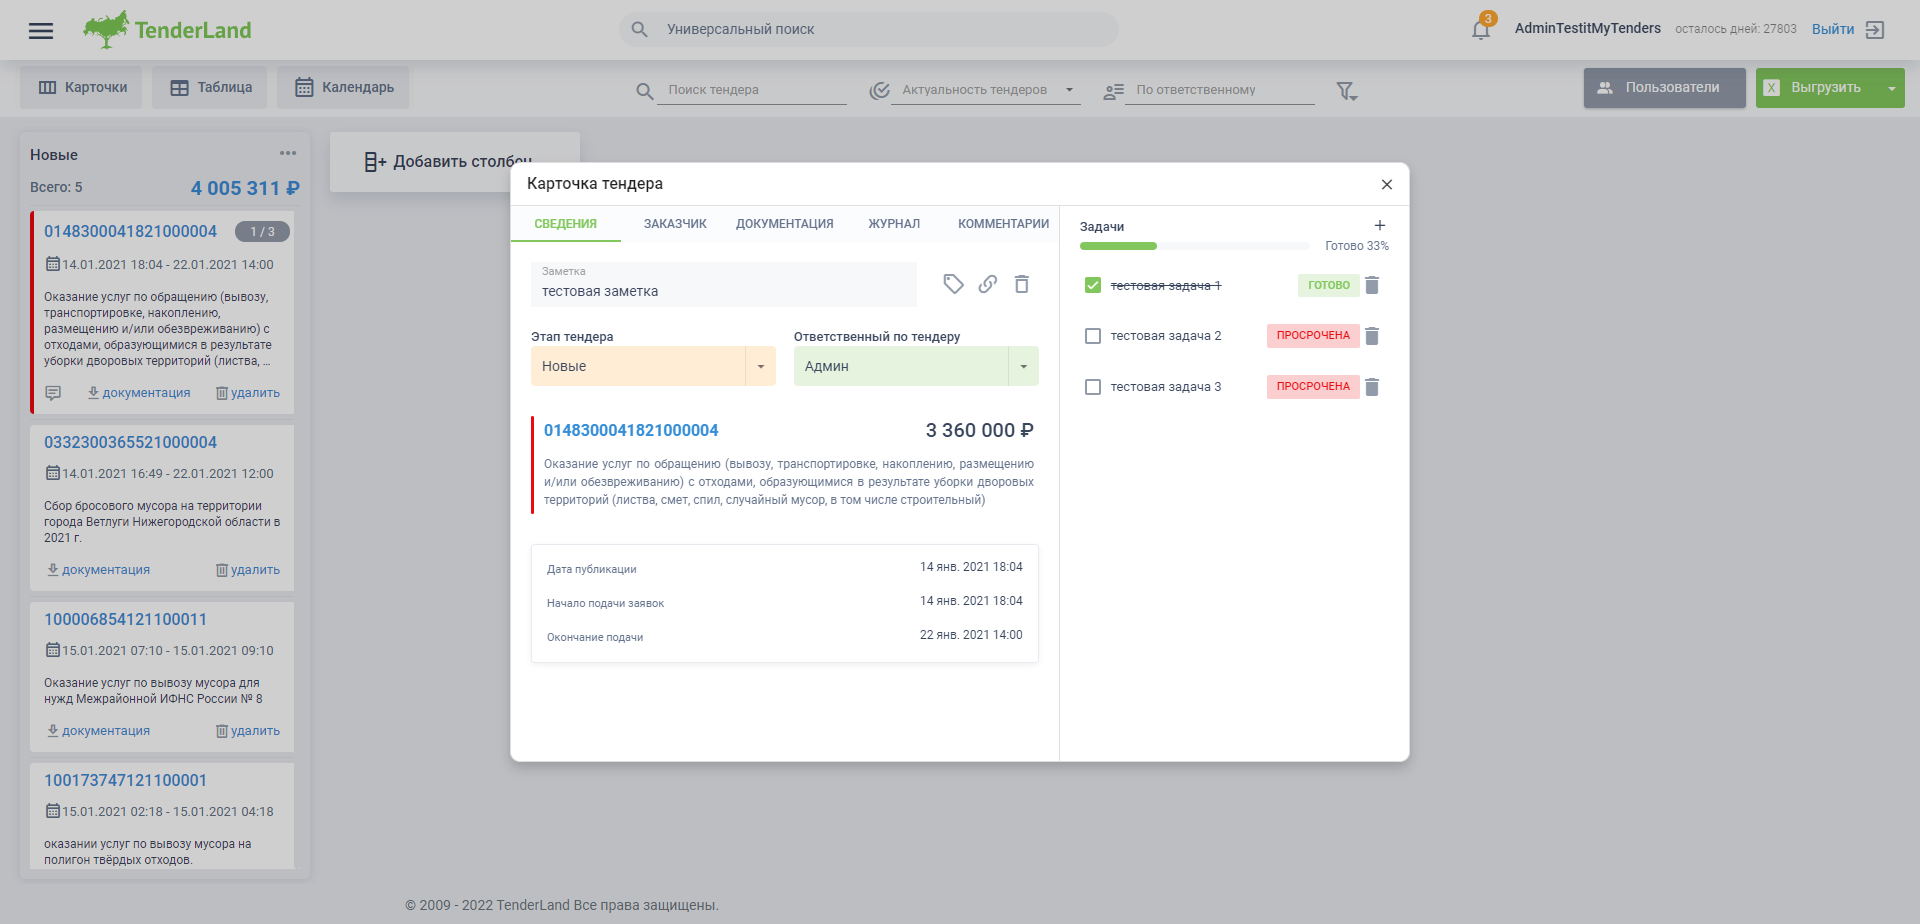 TenderLand
Универсальный поиск
3
AdminTestitMyTenders
осталось дней: 27803
Выйти
Карточки
Таблица
Календарь
Поиск тендера
Актуальность тендеров
По ответственному
Пользователи
X Выгрузить
Новые
Всего: 5
4 005 311 ₽
0148300041821000004
1 / 3
14.01.2021 18:04 - 22.01.2021 14:00
Оказание услуг по обращению (вывозу,
транспортировке, накоплению,
размещению и/или обезвреживанию) с
отходами, образующимися в результате
уборки дворовых территорий (листва, ...
документация
удалить
0332300365521000004
14.01.2021 16:49 - 22.01.2021 12:00
Сбор бросового мусора на территории
города Ветлуги Нижегородской области в
2021 г.
документация
удалить
100006854121100011
15.01.2021 07:10 - 15.01.2021 09:10
Оказание услуг по вывозу мусора для
нужд Межрайонной ИФНС России № 8
документация
удалить
100173747121100001
15.01.2021 02:18 - 15.01.2021 04:18
оказании услуг по вывозу мусора на
полигон твёрдых отходов.
Добавить столбец
Карточка тендера
СВЕДЕНИЯ
ЗАКАЗЧИК
ДОКУМЕНТАЦИЯ
ЖУРНАЛ
КОММЕНТАРИИ
Заметка
тестовая заметка
Этап тендера
Новые
Ответственный по тендеру
Админ
0148300041821000004
3 360 000 ₽
Оказание услуг по обращению (вывозу, транспортировке, накоплению, размещению
и/или обезвреживанию) с отходами, образующимися в результате уборки дворовых
территорий (листва, смет, спил, случайный мусор, в том числе строительный)
Дата публикации
14 янв. 2021 18:04
Начало подачи заявок
14 янв. 2021 18:04
Окончание подачи
22 янв. 2021 14:00
Задачи
Готово 33%
тестовая задача 1
ГОТОВО
тестовая задача 2
ПРОСРОЧЕНА
тестовая задача 3
ПРОСРОЧЕНА
© 2009 - 2022 TenderLand Все права защищены.